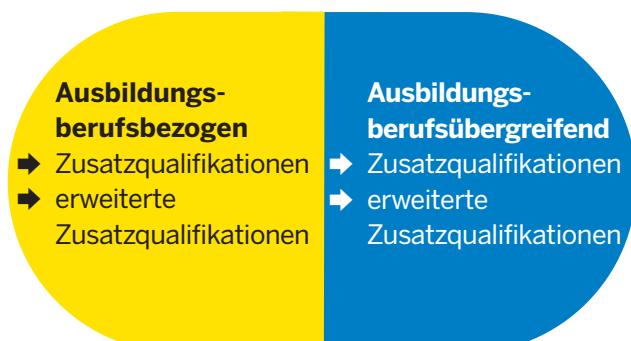 Ausbildungs-
berufsbezogen
➡ Zusatzqualifikationen
➡ erweiterte
Zusatzqualifikationen
Ausbildungs-
berufsübergreifend
➡ Zusatzqualifikationen
➡ erweiterte
Zusatzqualifikationen